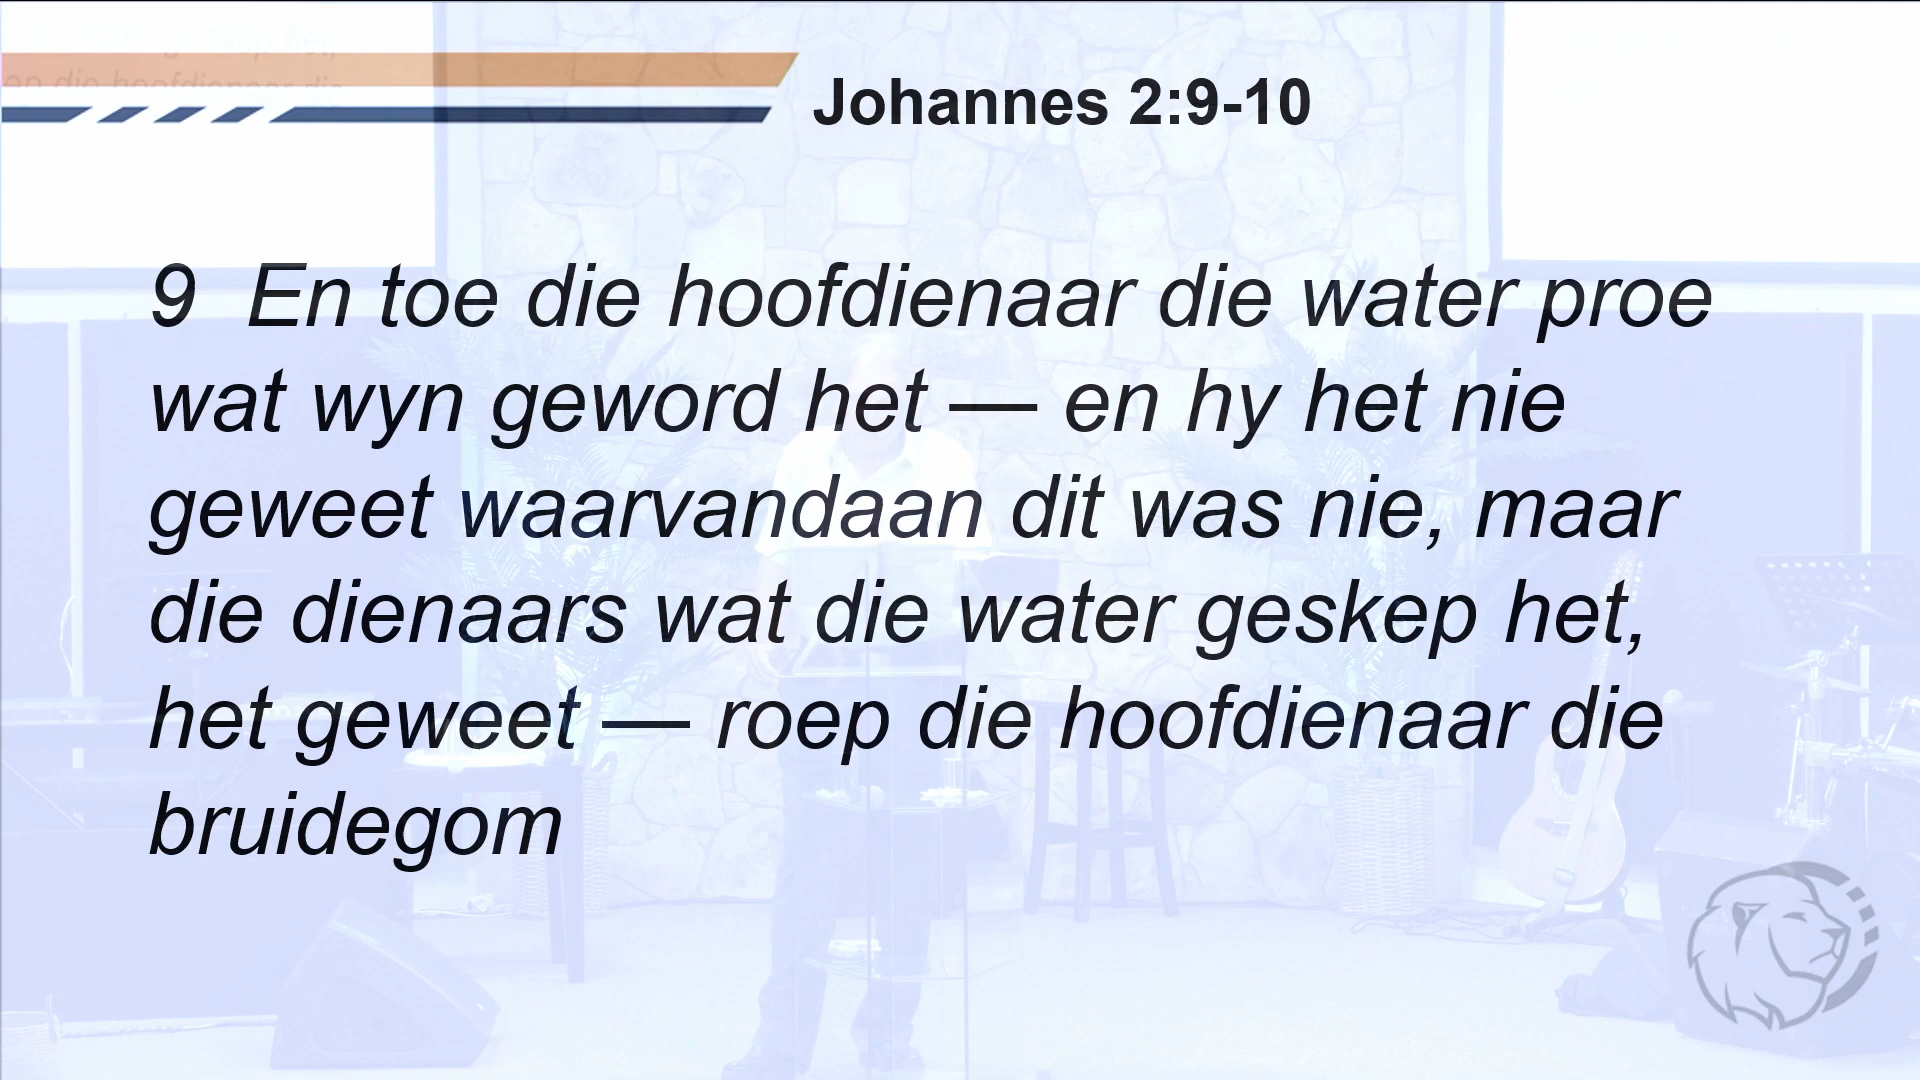 Johannes 2:9-10
9 En toe die hoofdienaar die water proe
wat wyn geword het — en hy het nie
geweet waarvandaan dit was nie, maar
die dienaars wat die water geskep het,
het geweet — roep die hoofdienaar die
bruidegom